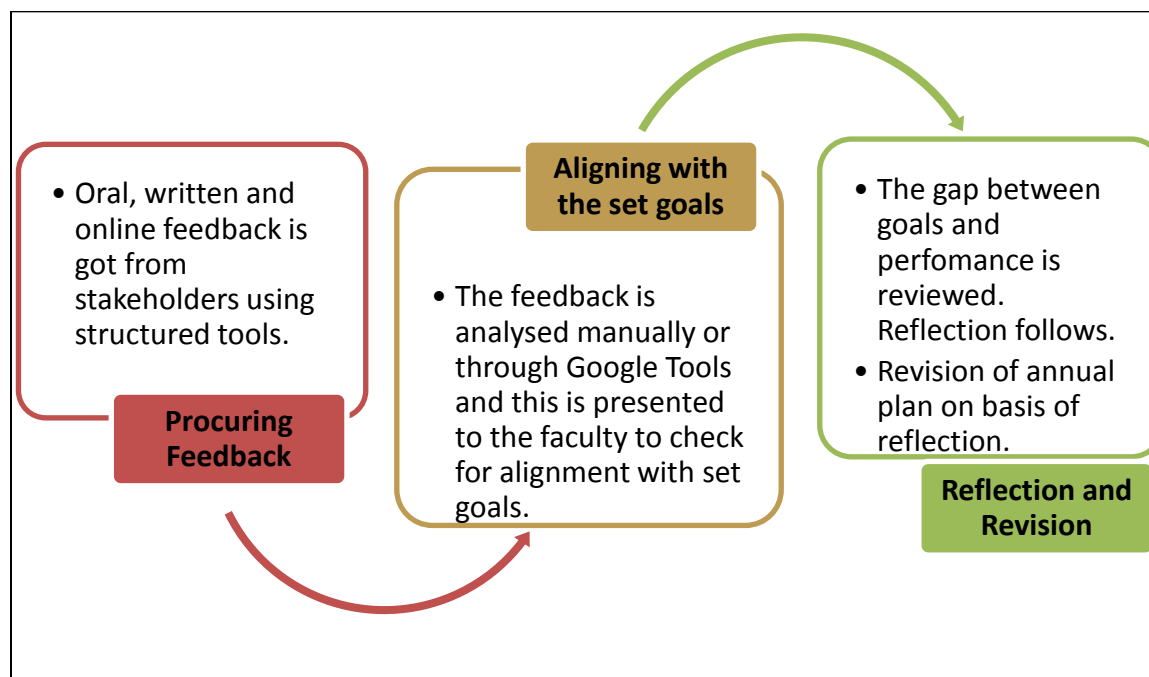 • Oral, written and
online feedback is
got from
stakeholders using
structured tools.
Procuring
Feedback
Aligning with
the set goals
• The feedback is
analysed manually or
through Google Tools
and this is presented
to the faculty to check
for alignment with set
goals.
• The gap between
goals and
perfomance is
reviewed.
Reflection follows.
• Revision of annual
plan on basis of
reflection.
Reflection and
Revision